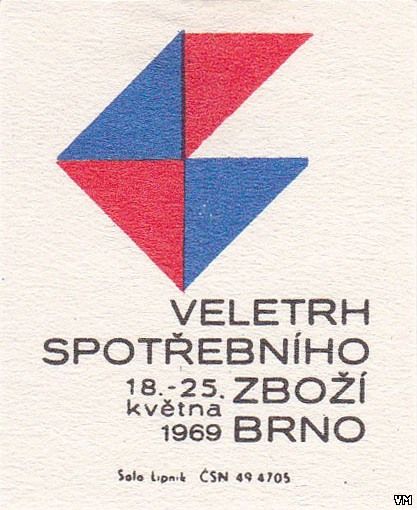 VELETRH
SPOTŘEBNÍHO
18.-25. ZBOŽÍ
května
1969 BRNO
Solo Lipník ČSN 49 4705
VM